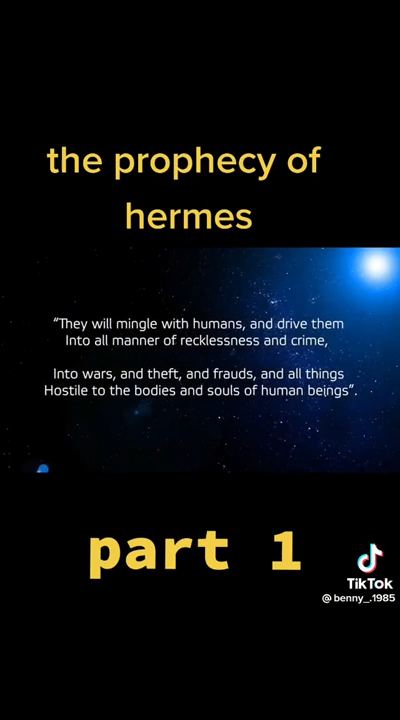 the prophecy of
hermes
“They will mingle with humans, and drive them
Into all manner of recklessness and crime,
Into wars, and theft, and frauds, and all things
Hostile to the bodies and souls of human beings”.
part 1
TikTok
@ benny_.1985